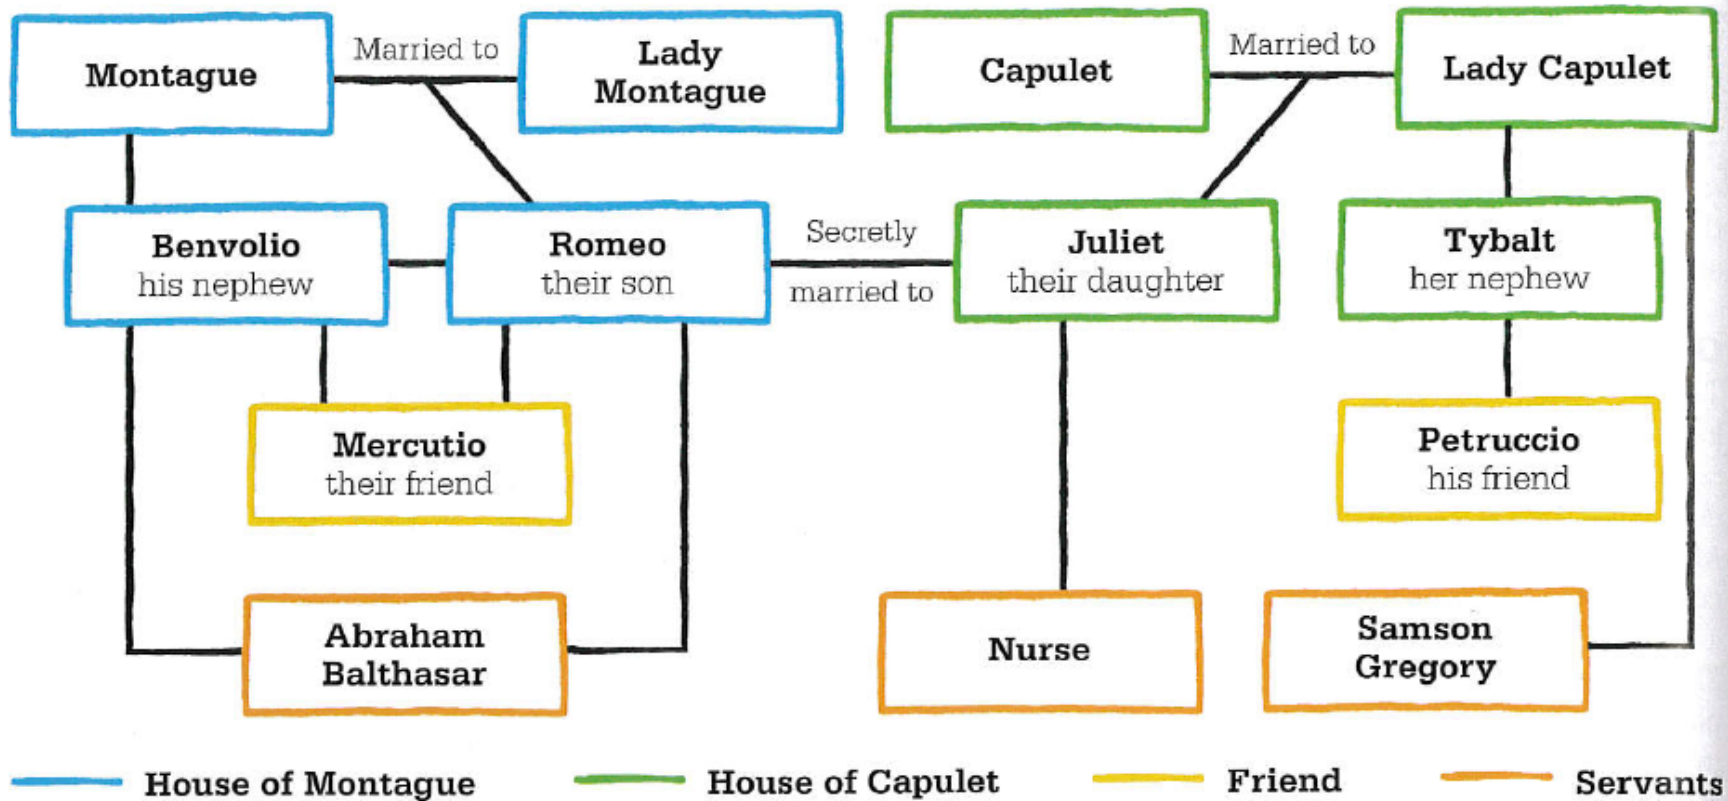 Montague
Married to
Lady
Montague
Capulet
Married to
Lady Capulet
Benvolio
his nephew
Romeo
their son
Secretly
married to
Juliet
their daughter
Tybalt
her nephew
Mercutio
their friend
Petruccio
his friend
Abraham
Balthasar
Nurse
Samson
Gregory
House of Montague
House of Capulet
Friend
Servants